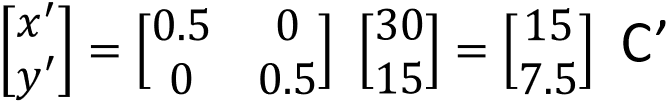 [x′ y′] = [0.5 0 0 0.5] [30 15] = [15 7.5] C′